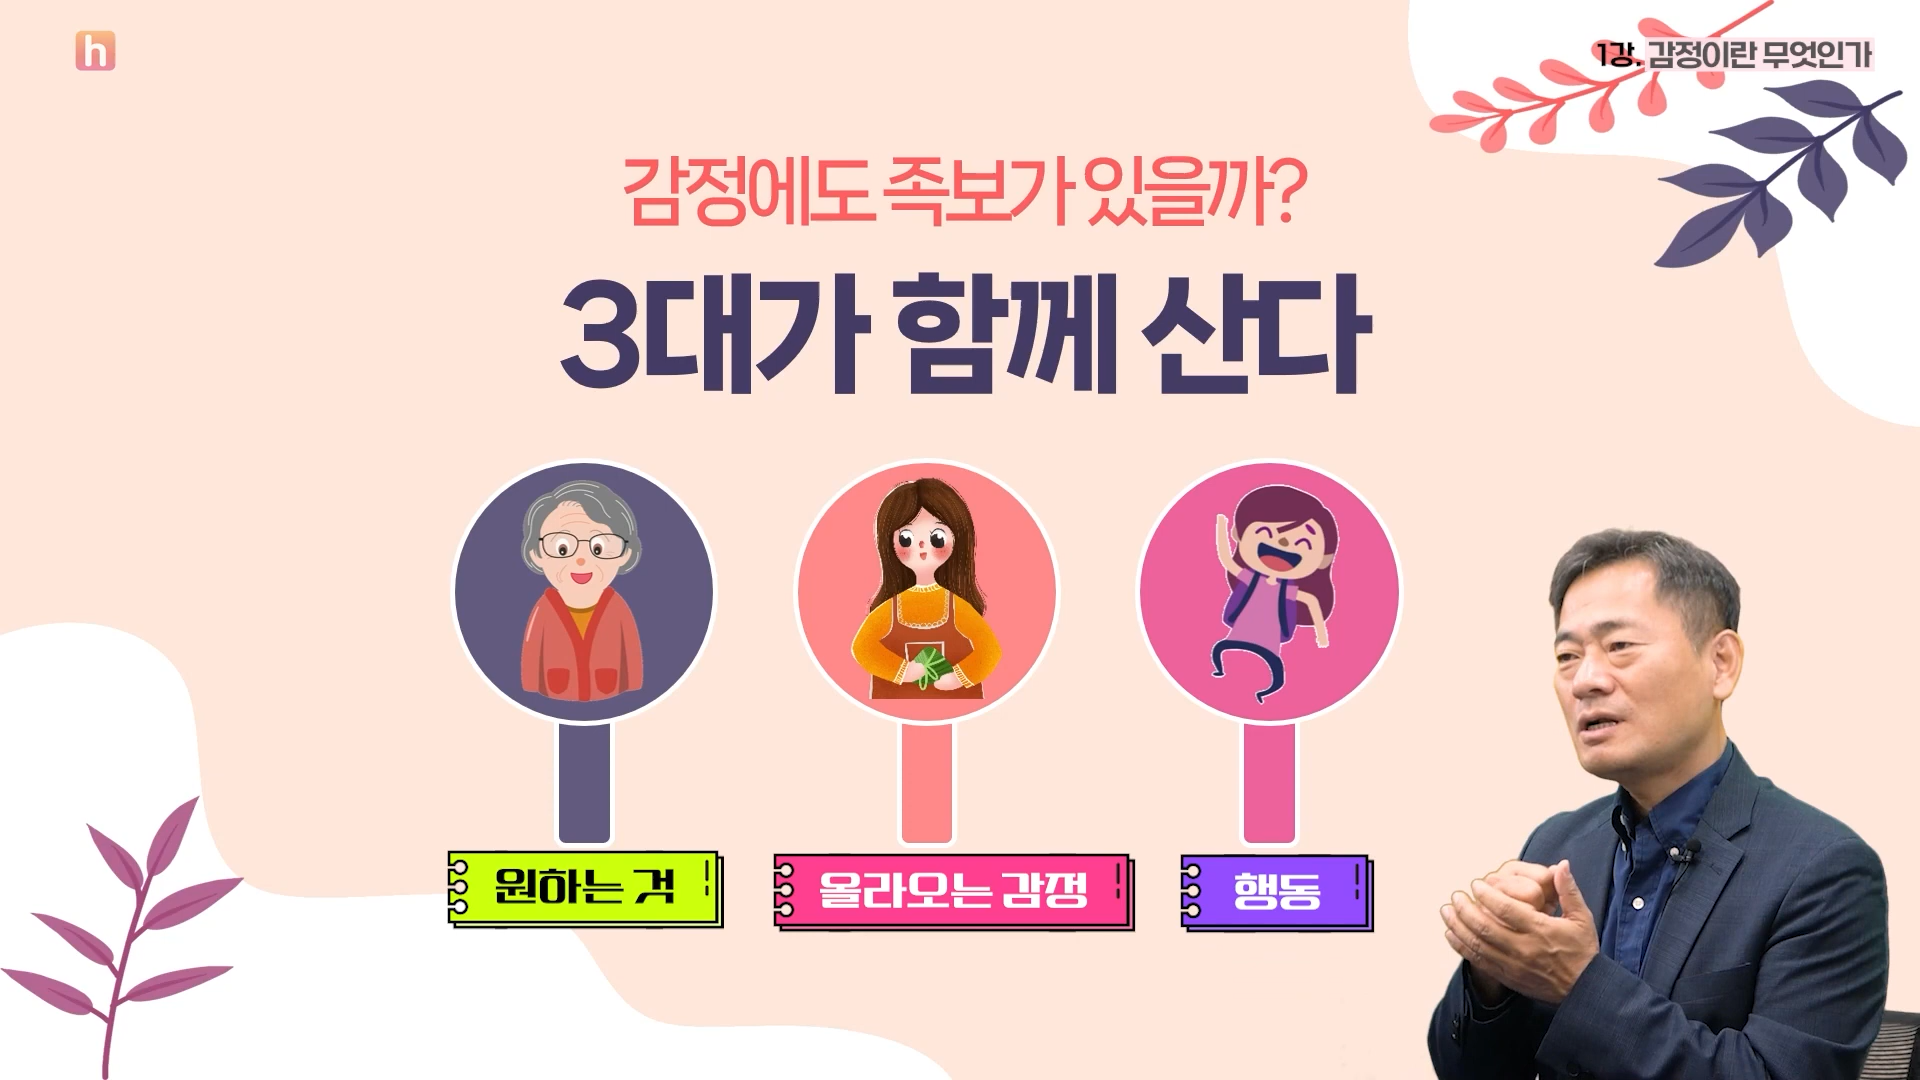 h
1강. 감정이란 무엇인가
감정에도 족보가 있을까?
3대가 함께 산다
원하는 것
올라오는 감정
행동